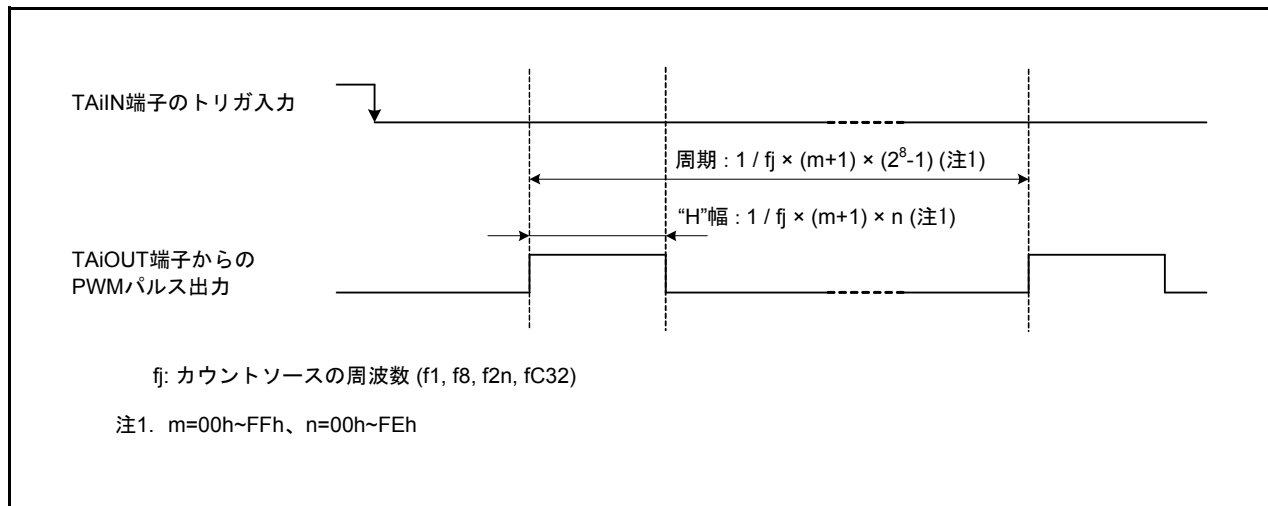 TAiIN端子のトリガ入力
周期 : 1 / fj × (m+1) × (2⁸-1) (注1)
“H”幅 : 1 / fj × (m+1) × n (注1)
TAiOUT端子からの
PWMパルス出力
fj: カウントソースの周波数 (f1, f8, f2n, fC32)
注1. m=00h~FFh、n=00h~FEh